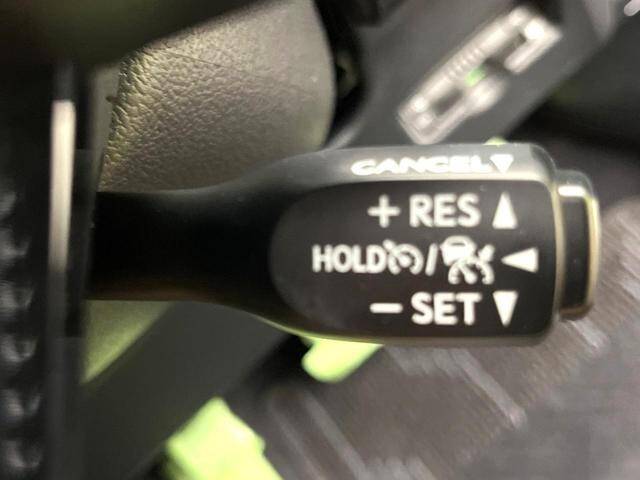 CANCEL▼
+ RES ▲
HOLD / ◀
− SET ▼